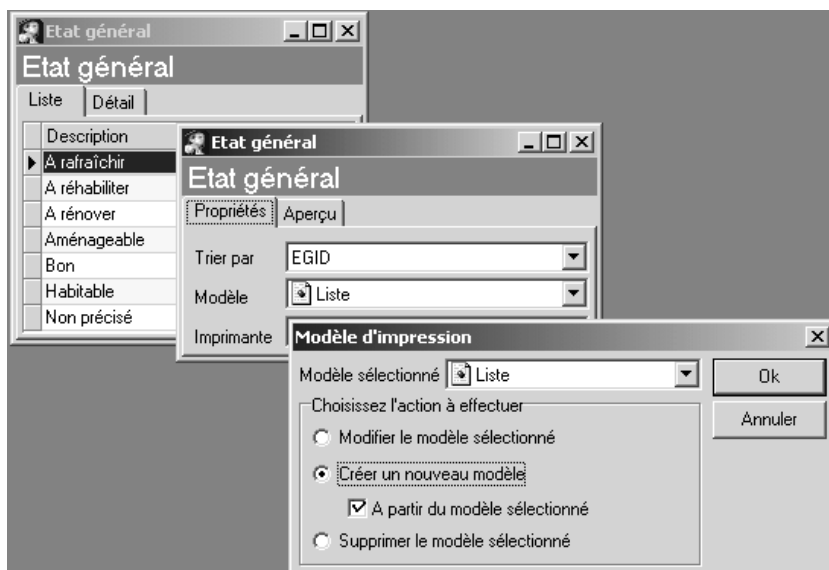 Etat général
Etat général
Liste
Détail
Description
A rafraîchir
A réhabiliter
A rénover
Aménageable
Bon
Habitable
Non précisé
Etat général
Etat général
Propriétés
Aperçu
Trier par
EGID
Modèle
Liste
Imprimante
Modèle d'impression
Modèle sélectionné
Liste
Ok
Choisissez l'action à effectuer
Annuler
Modifier le modèle sélectionné
Créer un nouveau modèle
A partir du modèle sélectionné
Supprimer le modèle sélectionné